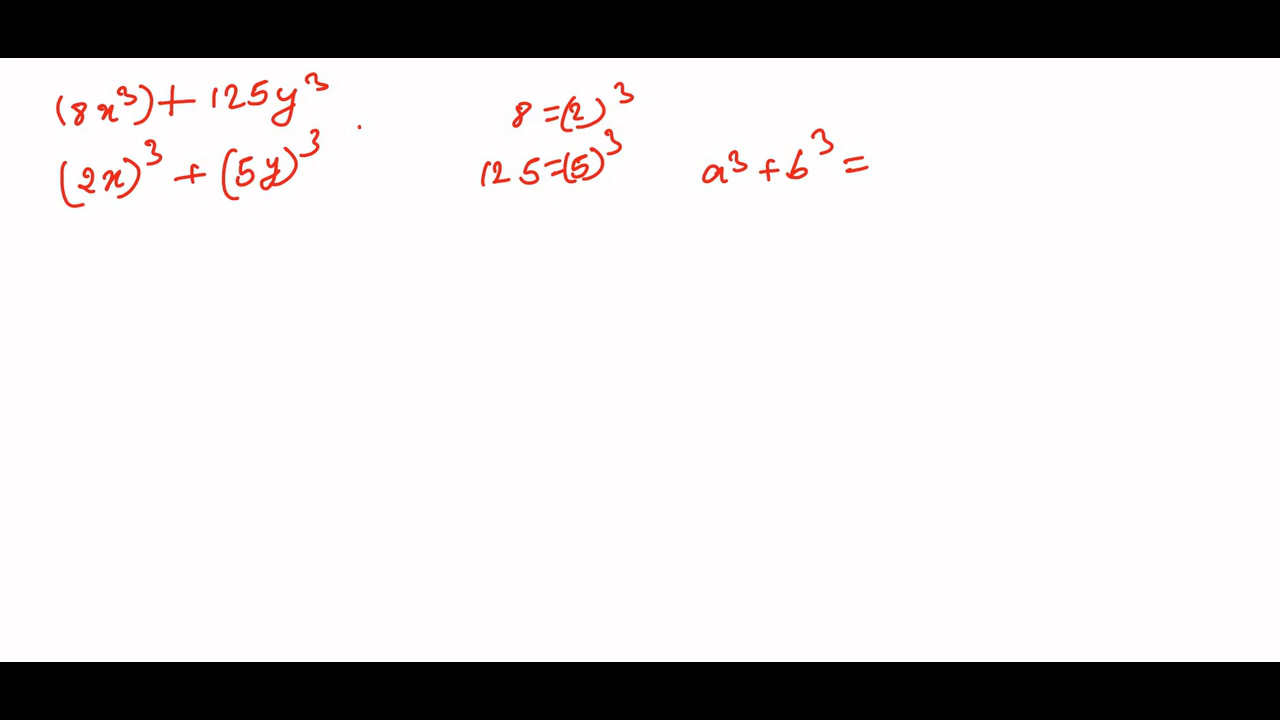 (8x³)+125y³
(2x)³+(5y)³
8=(2)³
125=(5)³
a³+b³=